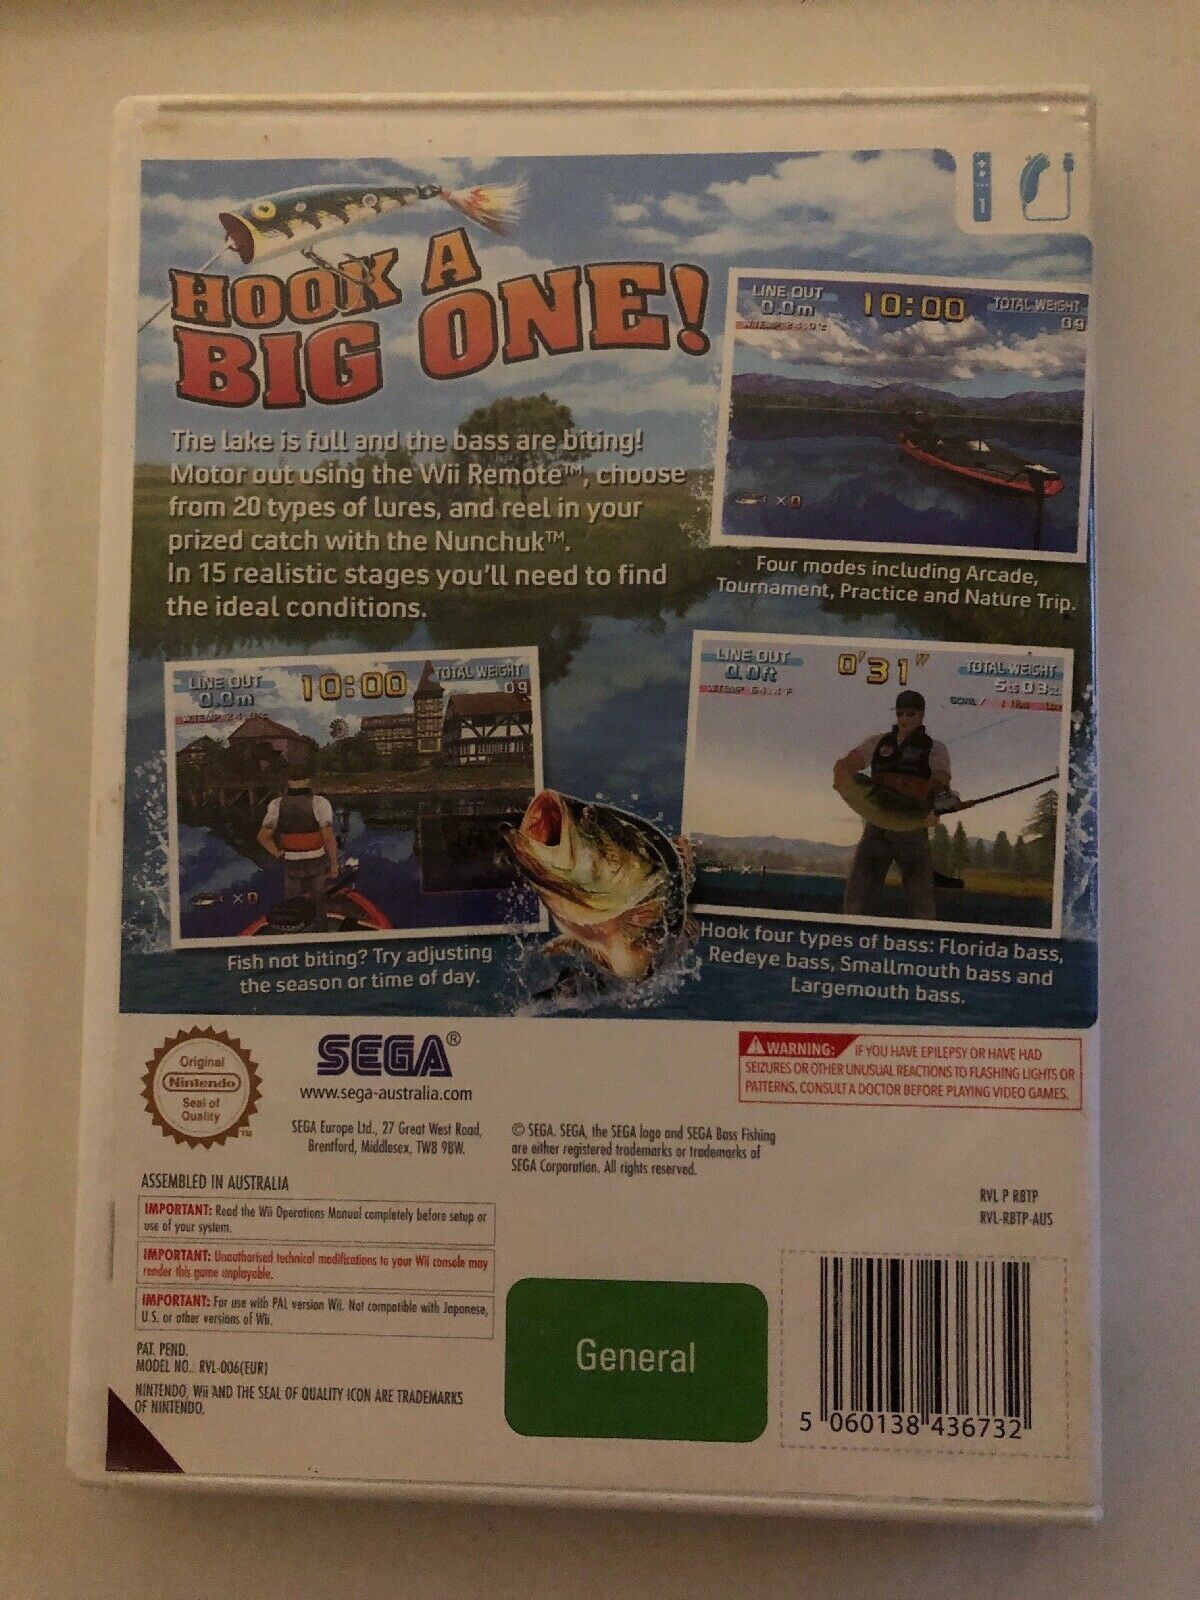 1
HOOK A
BIG ONE!
The lake is full and the bass are biting!
Motor out using the Wii Remote™, choose
from 20 types of lures, and reel in your
prized catch with the Nunchuk™.
In 15 realistic stages you'll need to find
the ideal conditions.
LINE OUT
0.0m
10:00
TOTAL WEIGHT
0g
×0
Four modes including Arcade,
Tournament, Practice and Nature Trip.
LINE OUT
0.0m
10:00
TOTAL WEIGHT
0g
×0
Fish not biting? Try adjusting
the season or time of day.
LINE OUT
0.0ft
0'31"
TOTAL WEIGHT
Hook four types of bass: Florida bass,
Redeye bass, Smallmouth bass and
Largemouth bass.
Original
Nintendo
Seal of
Quality
TM
SEGA®
www.sega-australia.com
SEGA Europe Ltd., 27 Great West Road,
Brentford, Middlesex, TW8 9BW.
WARNING: IF YOU HAVE EPILEPSY OR HAVE HAD
SEIZURES OR OTHER UNUSUAL REACTIONS TO FLASHING LIGHTS OR
PATTERNS, CONSULT A DOCTOR BEFORE PLAYING VIDEO GAMES.
© SEGA. SEGA, the SEGA logo and SEGA Bass Fishing
are either registered trademarks or trademarks of
SEGA Corporation. All rights reserved.
ASSEMBLED IN AUSTRALIA
IMPORTANT: Read the Wii Operations Manual completely before setup or
use of your system.
IMPORTANT: Unauthorised technical modifications to your Wii console may
render this game unplayable.
IMPORTANT: For use with PAL version Wii. Not compatible with Japanese,
U.S. or other versions of Wii.
PAT. PEND.
MODEL NO.: RVL-006(EUR)
NINTENDO, Wii AND THE SEAL OF QUALITY ICON ARE TRADEMARKS
OF NINTENDO.
General
RVL P RBTP
RVL-RBTP-AUS
5 060138 436732